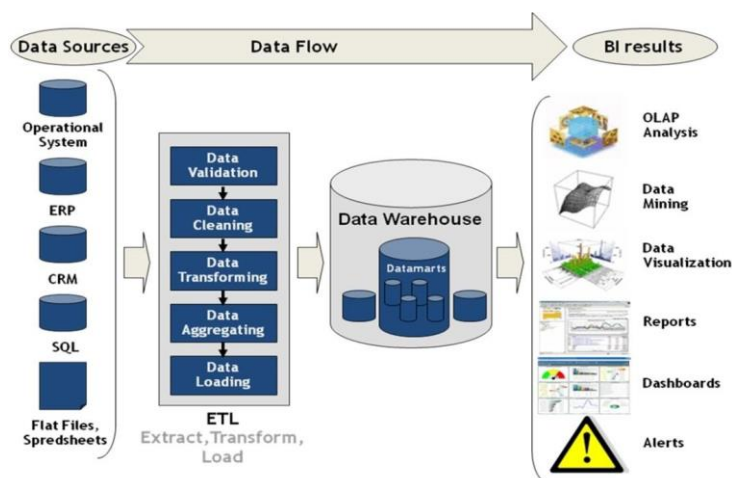 Data Sources
Data Flow
BI results
Operational
System
ERP
CRM
SQL
Flat Files,
Spredsheets
Data
Validation
Data
Cleaning
Data
Transforming
Data
Aggregating
Data
Loading
ETL
Extract,Transform,
Load
Data Warehouse
Datamarts
OLAP
Analysis
Data
Mining
Data
Visualization
Reports
Dashboards
Alerts